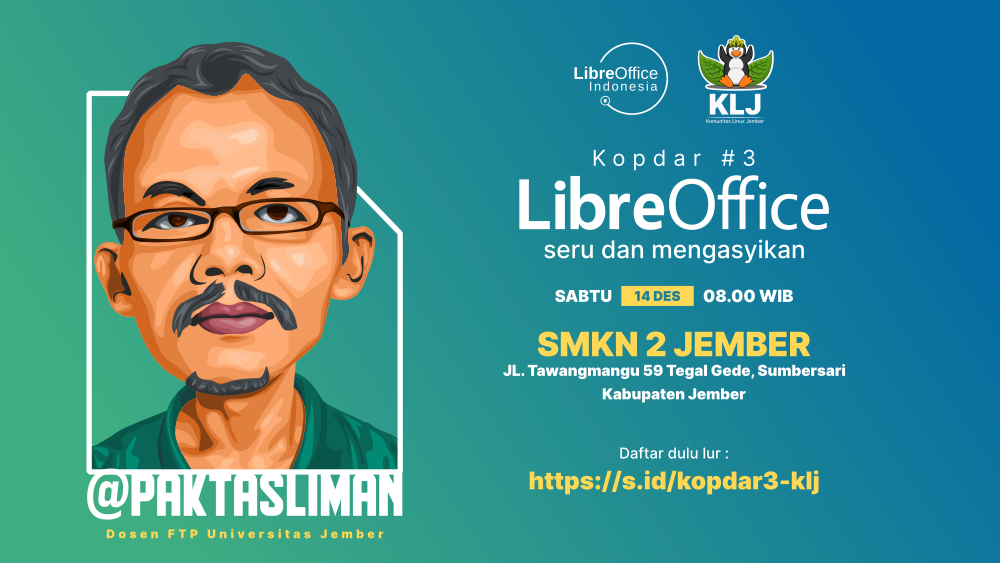 LibreOffice
Indonesia
KLJ
Komunitas Linux Jember
Kopdar #3
LibreOffice
seru dan mengasyikan
SABTU 14 DES 08.00 WIB
SMKN 2 JEMBER
JL. Tawangmangu 59 Tegal Gede, Sumbersari
Kabupaten Jember
Daftar dulu lur :
https://s.id/kopdar3-klj
@PAKTASLIMAN
Dosen FTP Universitas Jember